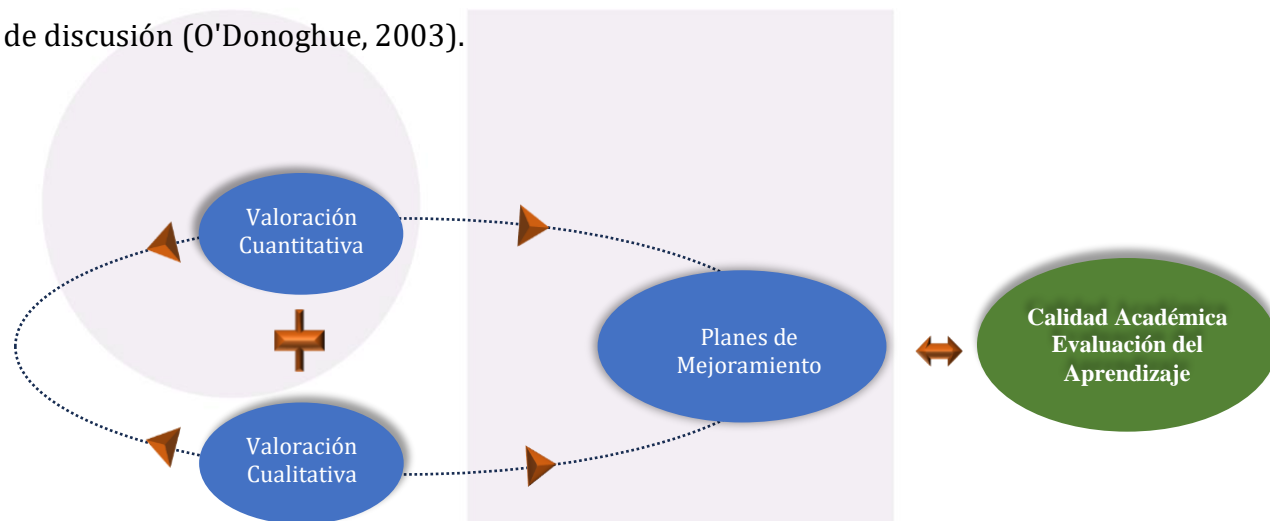 de discusión (O'Donoghue, 2003).
Valoración
Cuantitativa
Planes de
Mejoramiento
Calidad Académica
Evaluación del
Aprendizaje
Valoración
Cualitativa